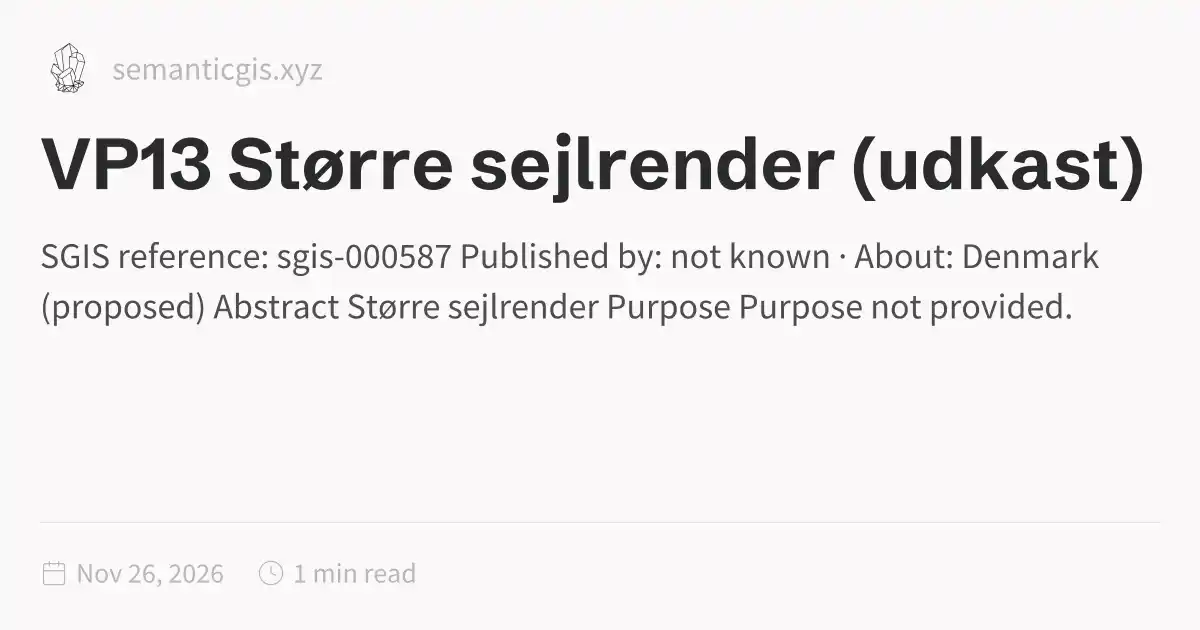 semanticgis.xyz
VP13 Større sejlrender (udkast)
SGIS reference: sgis-000587 Published by: not known · About: Denmark
(proposed) Abstract Større sejlrender Purpose Purpose not provided.
Nov 26, 2026 1 min read